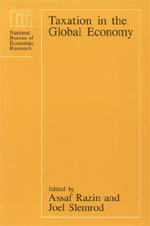 Taxation in the
Global Economy
National
Bureau of
Economic
Research
Edited by
Assaf Razin and
Joel Slemrod